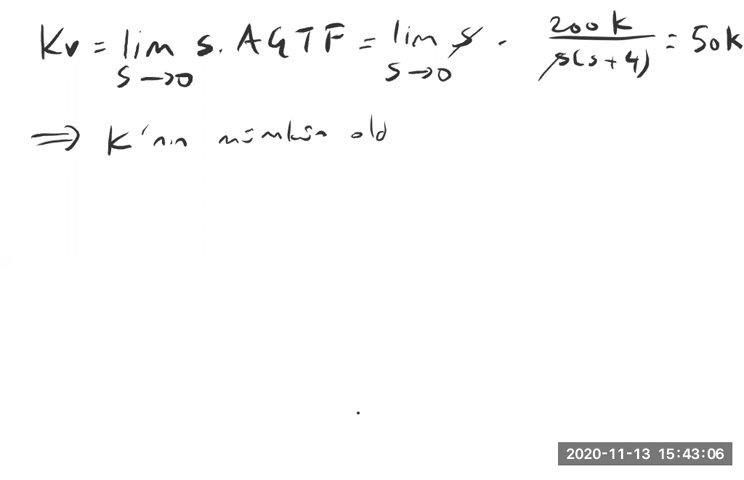 Kv = lim s→0 s. AGTF = lim s→0 s . 200k / s(s+4) = 50k
⇒ K'nın mümkün old
2020-11-13 15:43:06